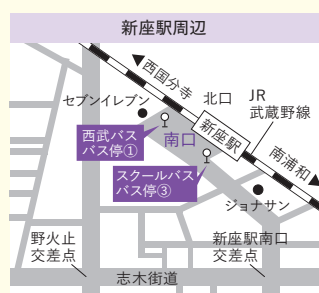 新座駅周辺
西国分寺
北口
JR
武蔵野線
セブンイレブン
新座駅
西武バス
バス停①
南口
南浦和
スクールバス
バス停③
ジョナサン
野火止
交差点
新座駅南口
交差点
志木街道